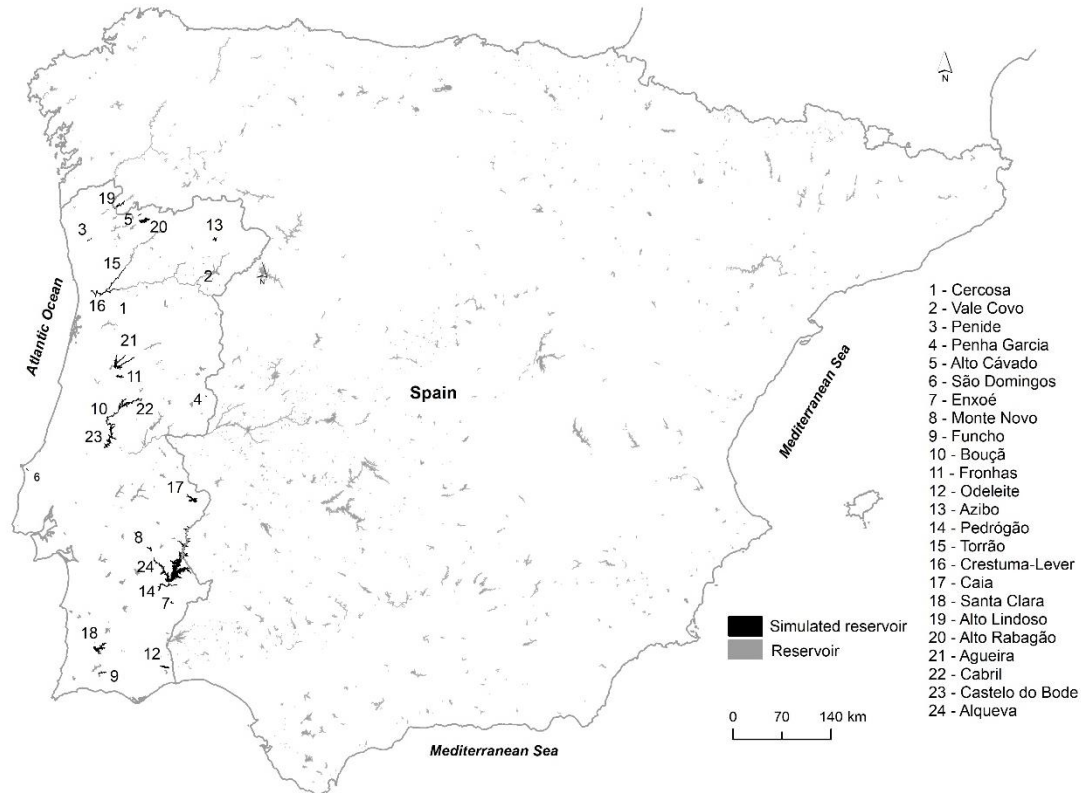 N
19
5
20
13
3
15
2
N
16
1
21
11
4
10
22
23
6
17
8
24
14
7
18
12
9
Atlantic Ocean
Spain
Mediterranean Sea
Mediterranean Sea
1 - Cercosa
2 - Vale Covo
3 - Penide
4 - Penha Garcia
5 - Alto Cávado
6 - São Domingos
7 - Enxoé
8 - Monte Novo
9 - Funcho
10 - Bouçã
11 - Fronhas
12 - Odeleite
13 - Azibo
14 - Pedrógão
15 - Torrão
16 - Crestuma-Lever
17 - Caia
18 - Santa Clara
19 - Alto Lindoso
20 - Alto Rabagão
21 - Agueira
22 - Cabril
23 - Castelo do Bode
24 - Alqueva
Simulated reservoir
Reservoir
0 70 140 km